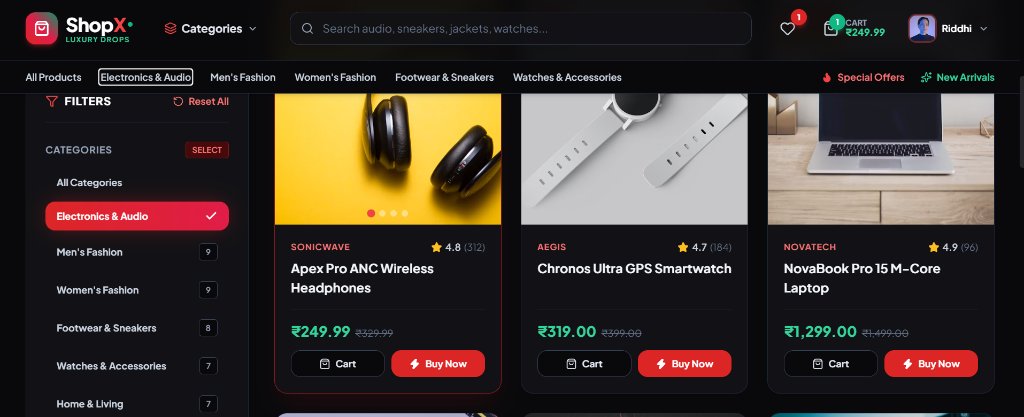 ShopX
LUXURY DROPS
Categories
Search audio, sneakers, jackets, watches...
1
1
CART
₹249.99
Riddhi
All Products
Electronics & Audio
Men's Fashion
Women's Fashion
Footwear & Sneakers
Watches & Accessories
Special Offers
New Arrivals
FILTERS
Reset All
CATEGORIES
SELECT
All Categories
Electronics & Audio
Men's Fashion 9
Women's Fashion 9
Footwear & Sneakers 8
Watches & Accessories 7
Home & Living 7
SONICWAVE 4.8 (312)
Apex Pro ANC Wireless
Headphones
₹249.99 ₹329.99
Cart Buy Now
AEGIS 4.7 (184)
Chronos Ultra GPS Smartwatch
₹319.00 ₹399.00
Cart Buy Now
NOVATECH 4.9 (96)
NovaBook Pro 15 M-Core
Laptop
₹1,299.00 ₹1,499.00
Cart Buy Now